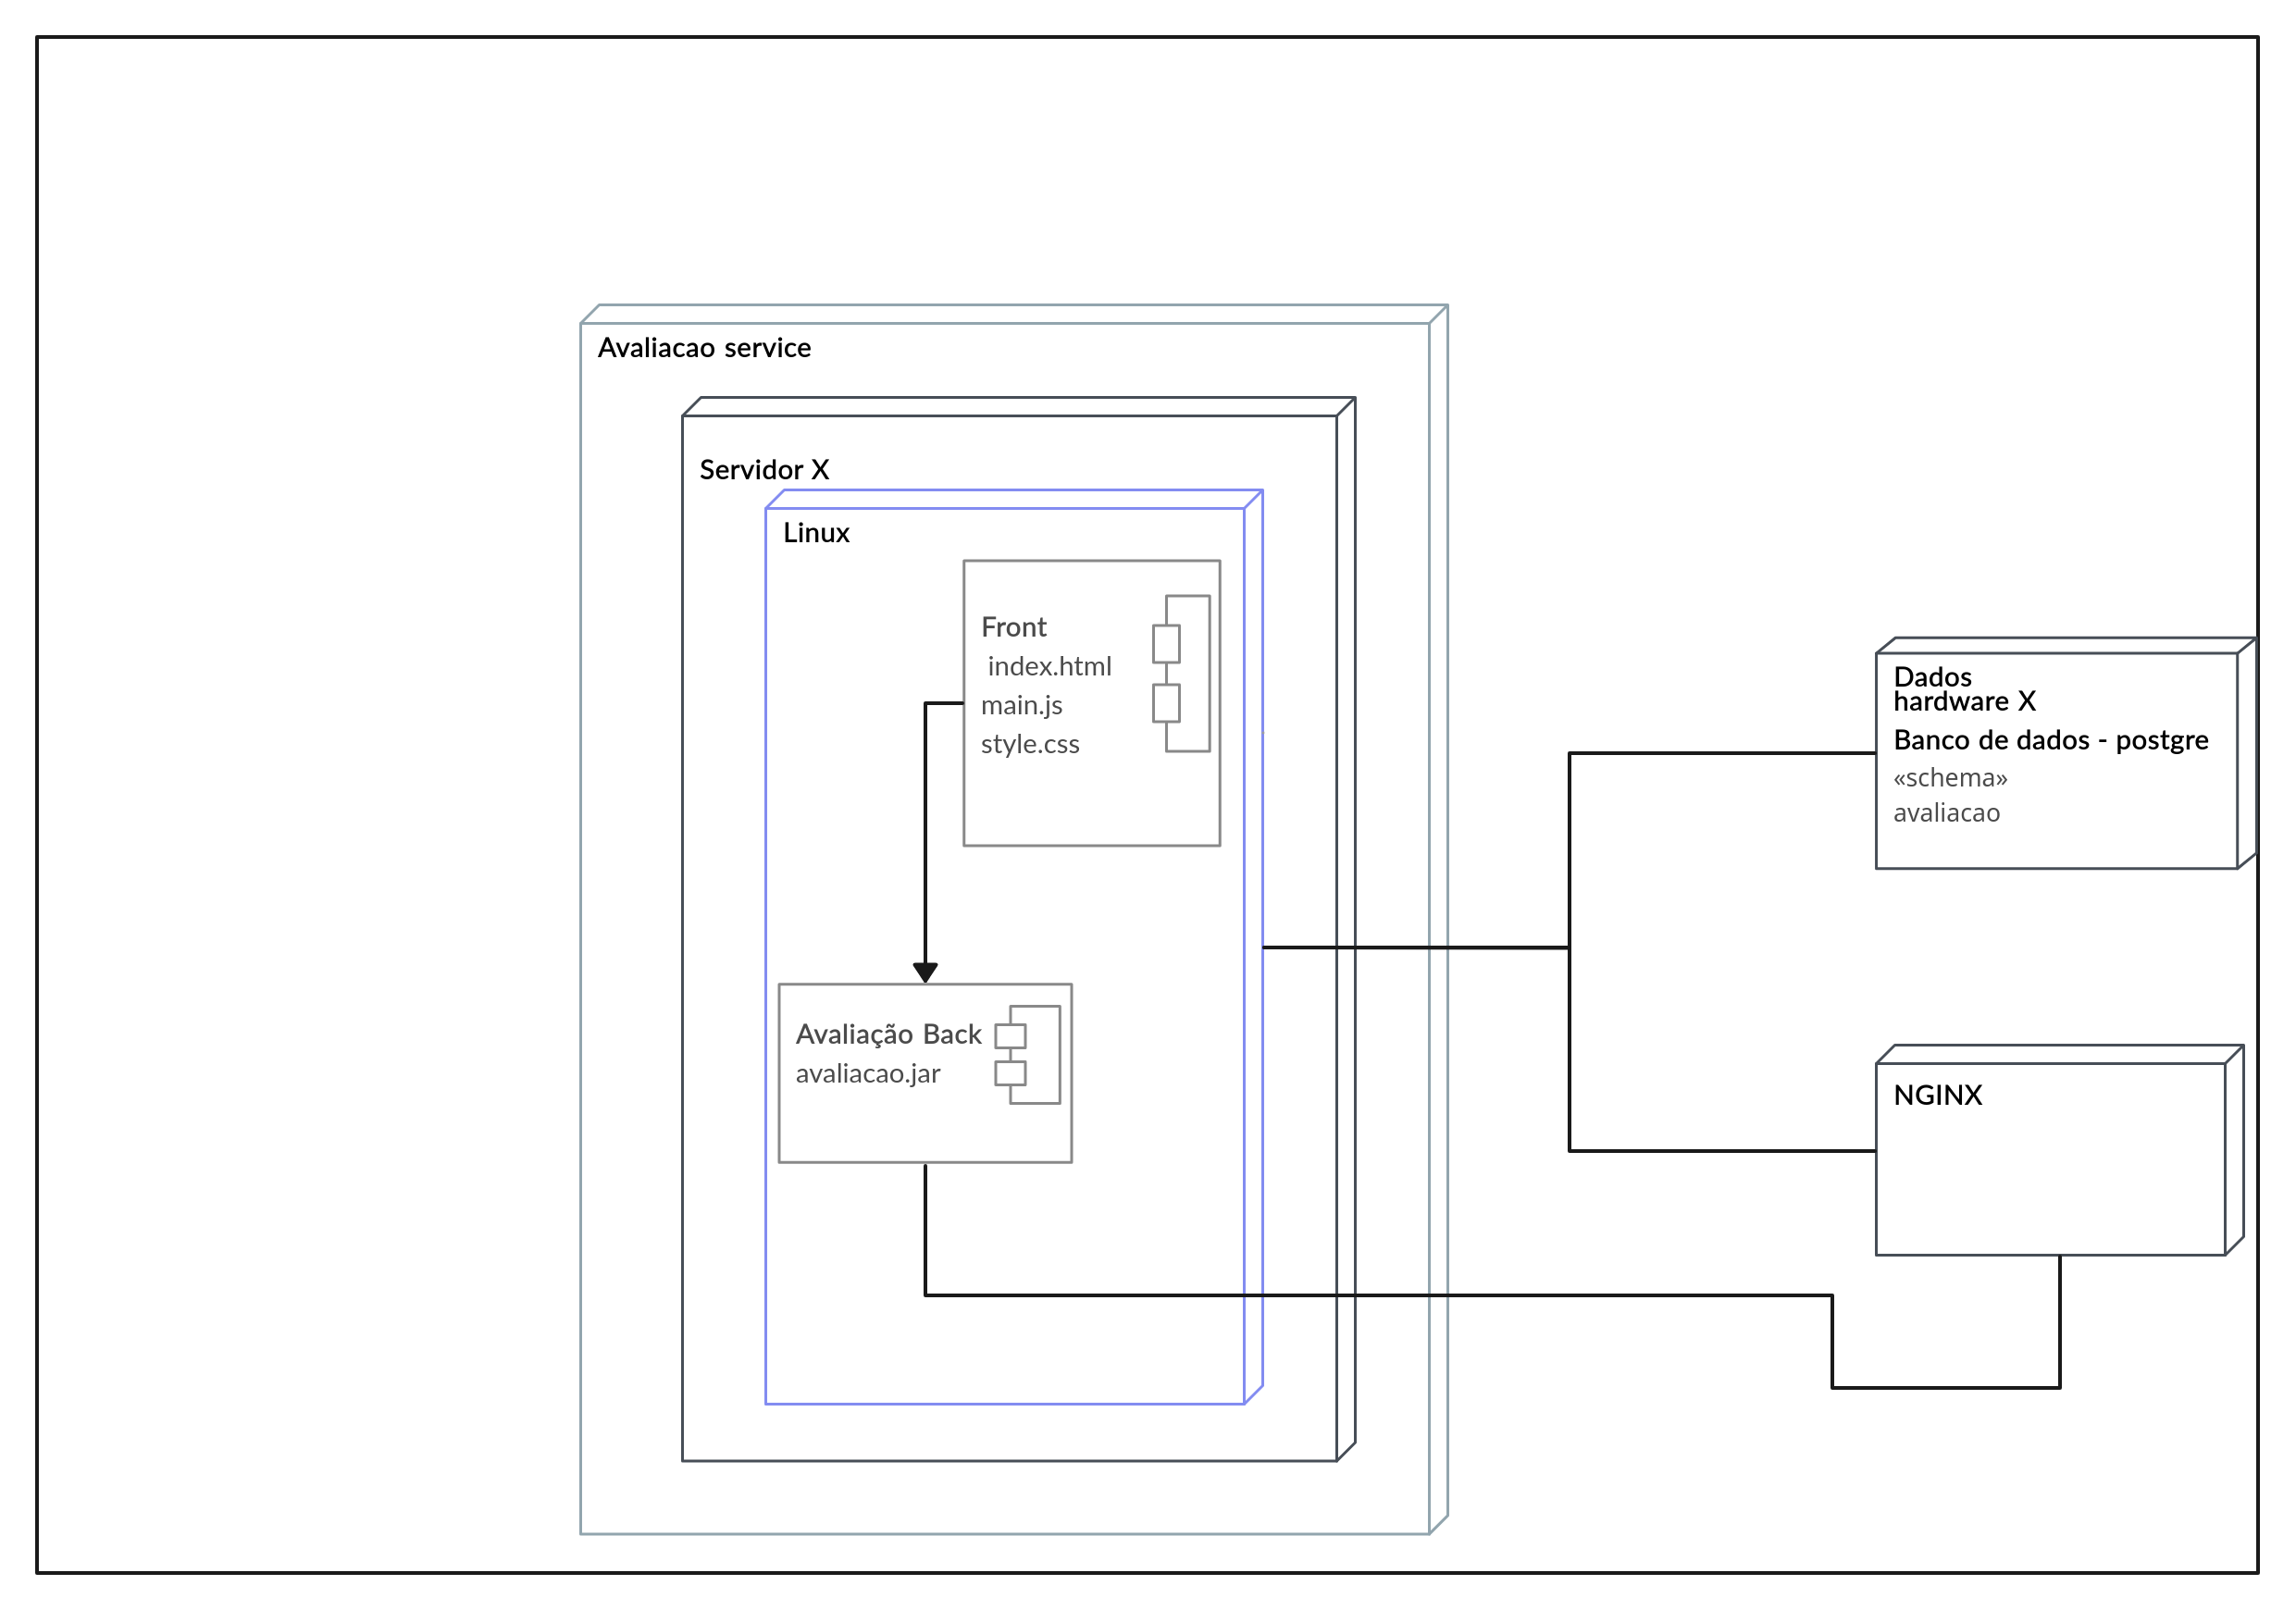 Avaliacao service
Servidor X
Linux
Front
index.html
main.js
style.css
Avaliação Back
avaliacao.jar
Dados
hardware X
Banco de dados - postgre
«schema»
avaliacao
NGINX